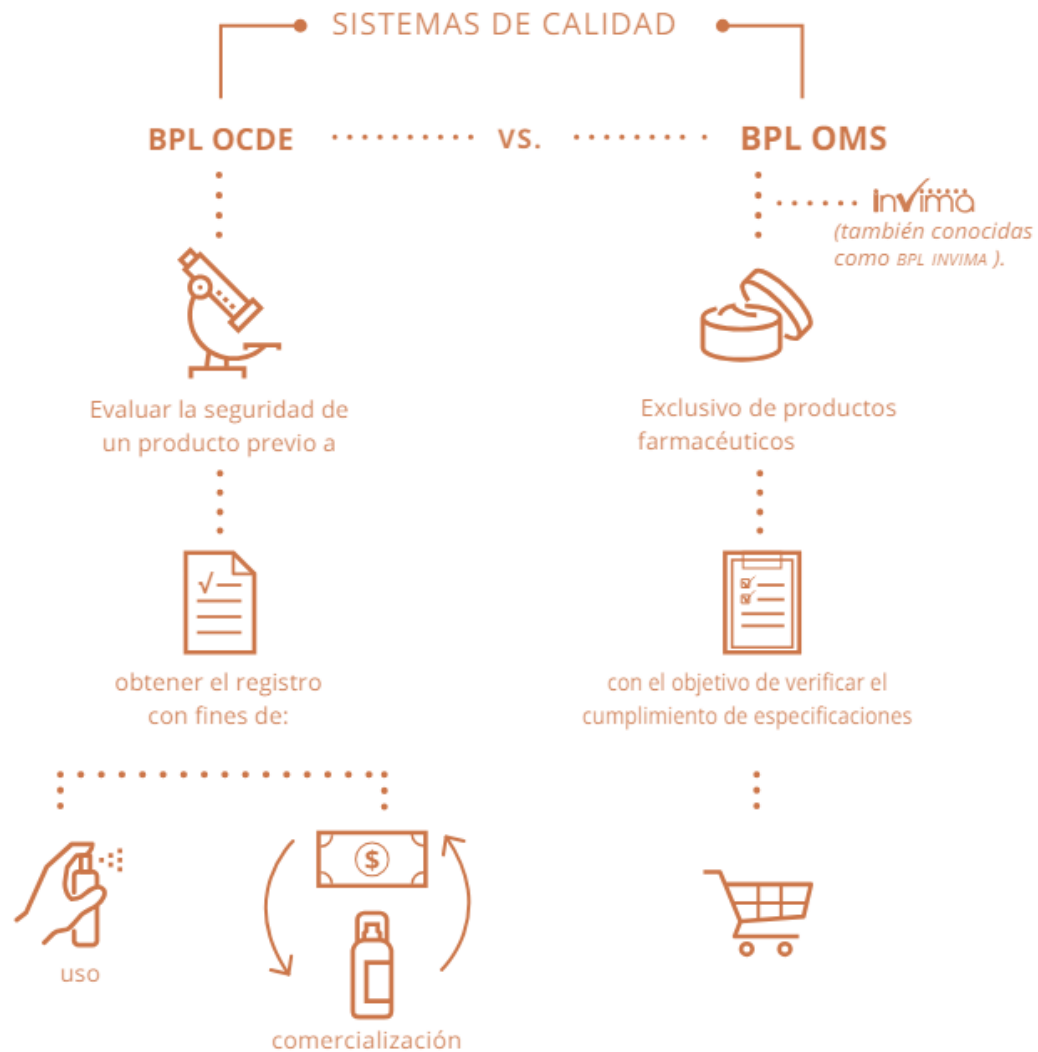 SISTEMAS DE CALIDAD
BPL OCDE
VS.
BPL OMS
invima
(también conocidas
como BPL INVIMA ).
Evaluar la seguridad de
un producto previo a
obtener el registro
con fines de:
uso
$
comercialización
Exclusivo de productos
farmacéuticos
con el objetivo de verificar el
cumplimiento de especificaciones